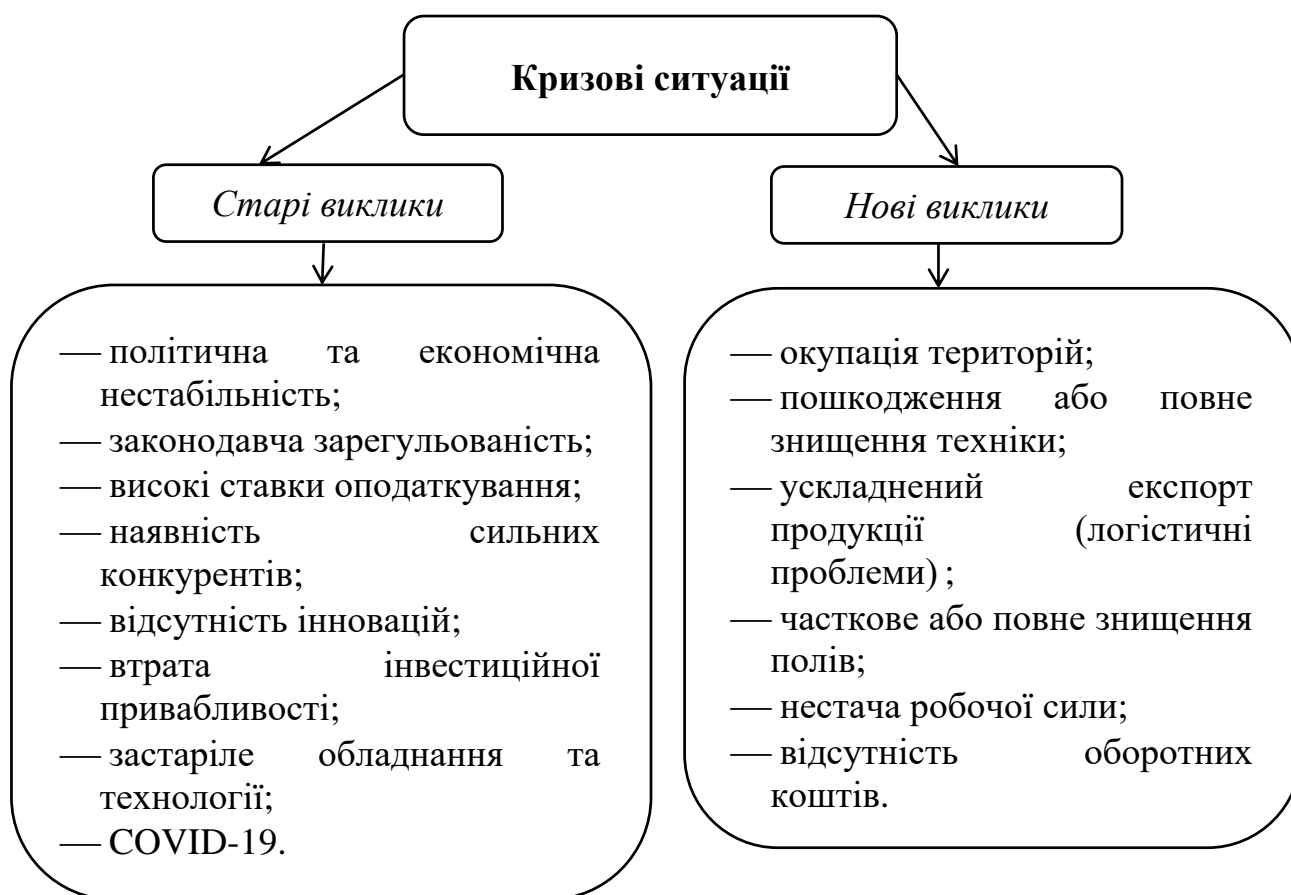 Кризові ситуації
Старі виклики
— політична та економічна
нестабільність;
— законодавча зарегульованість;
— високі ставки оподаткування;
— наявність сильних
конкурентів;
— відсутність інновацій;
— втрата інвестиційної
привабливості;
— застаріле обладнання та
технології;
— COVID-19.
Нові виклики
— окупація територій;
— пошкодження або повне
знищення техніки;
— ускладнений експорт
продукції (логістичні
проблеми) ;
— часткове або повне знищення
полів;
— нестача робочої сили;
— відсутність оборотних
коштів.